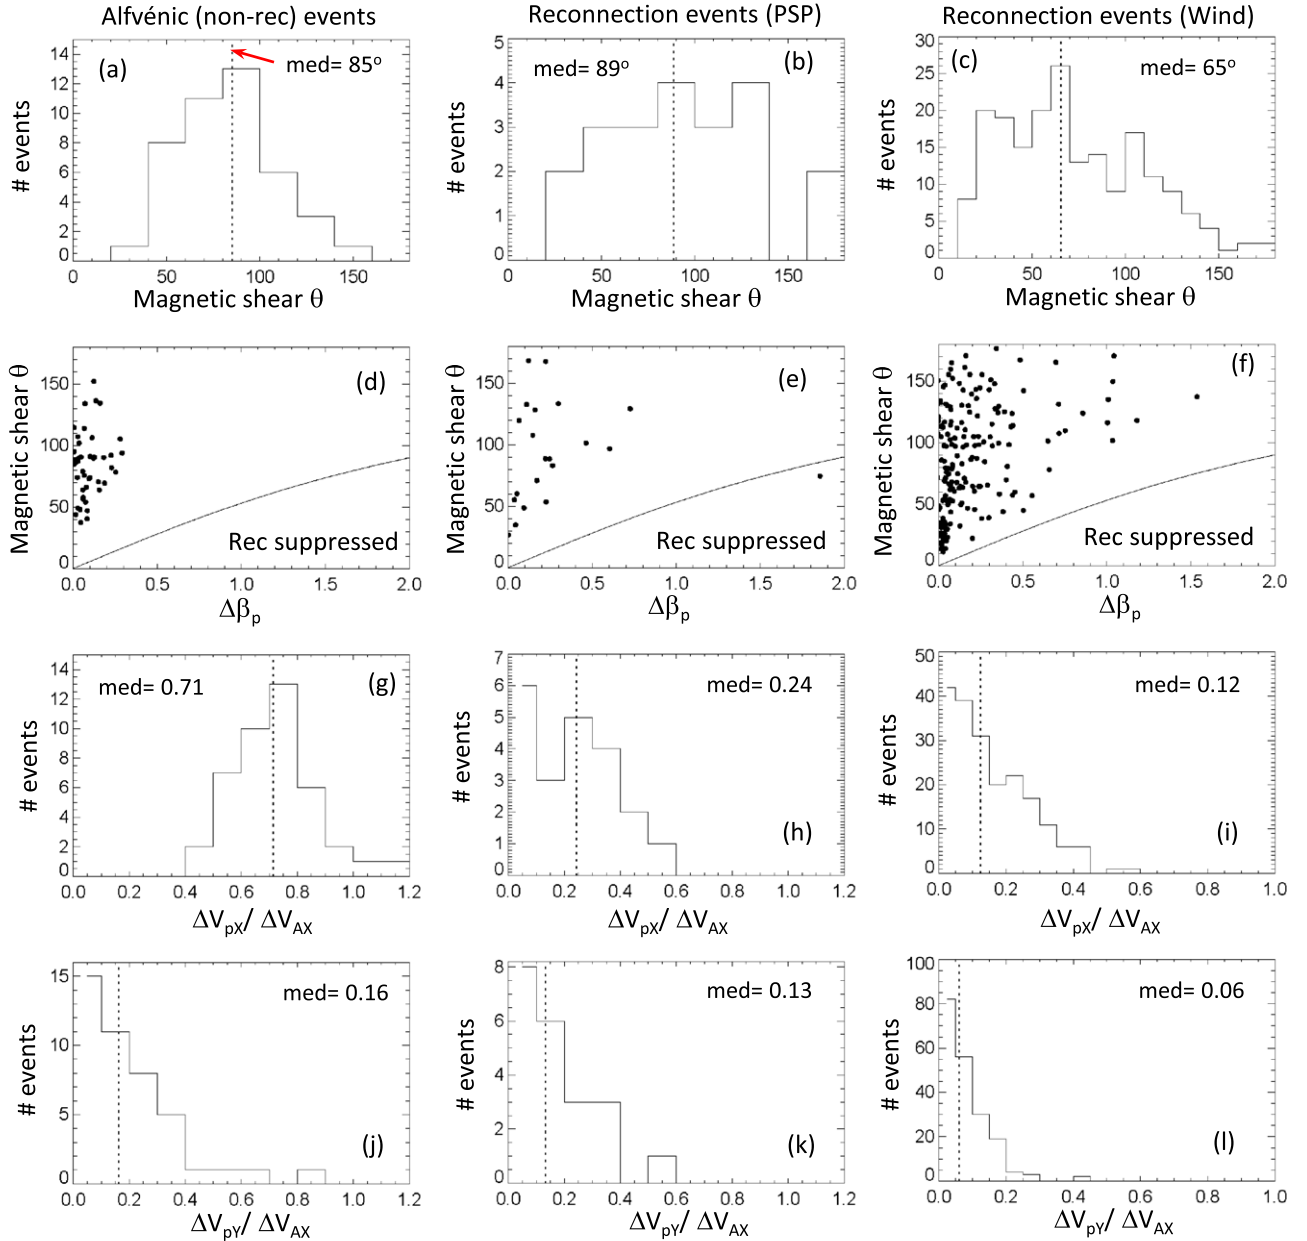 Alfvénic (non-rec) events
Reconnection events (PSP)
Reconnection events (Wind)
(a)
med= 85°
14
12
10
8
6
4
2
0
# events
0
50
100
150
Magnetic shear θ
(b)
med= 89°
5
4
3
2
1
0
# events
0
50
100
150
Magnetic shear θ
(c)
med= 65°
30
25
20
15
10
5
0
# events
0
50
100
150
Magnetic shear θ
(d)
150
100
50
0
Magnetic shear θ
Rec suppressed
0.0
0.5
1.0
1.5
2.0
Δβp
(e)
150
100
50
0
Magnetic shear θ
Rec suppressed
0.0
0.5
1.0
1.5
2.0
Δβp
(f)
150
100
50
0
Magnetic shear θ
Rec suppressed
0.0
0.5
1.0
1.5
2.0
Δβp
(g)
med= 0.71
14
12
10
8
6
4
2
0
# events
0.0
0.2
0.4
0.6
0.8
1.0
1.2
ΔVpX/ ΔVAX
(h)
med= 0.24
7
6
5
4
3
2
1
0
# events
0.0
0.2
0.4
0.6
0.8
1.0
1.2
ΔVpX/ ΔVAX
(i)
med= 0.12
50
40
30
20
10
0
# events
0.0
0.2
0.4
0.6
0.8
1.0
ΔVpX/ ΔVAX
(j)
med= 0.16
15
10
5
0
# events
0.0
0.2
0.4
0.6
0.8
1.0
1.2
ΔVpY/ ΔVAX
(k)
med= 0.13
8
6
4
2
0
# events
0.0
0.2
0.4
0.6
0.8
1.0
1.2
ΔVpY/ ΔVAX
(l)
med= 0.06
100
80
60
40
20
0
# events
0.0
0.2
0.4
0.6
0.8
1.0
ΔVpY/ ΔVAX